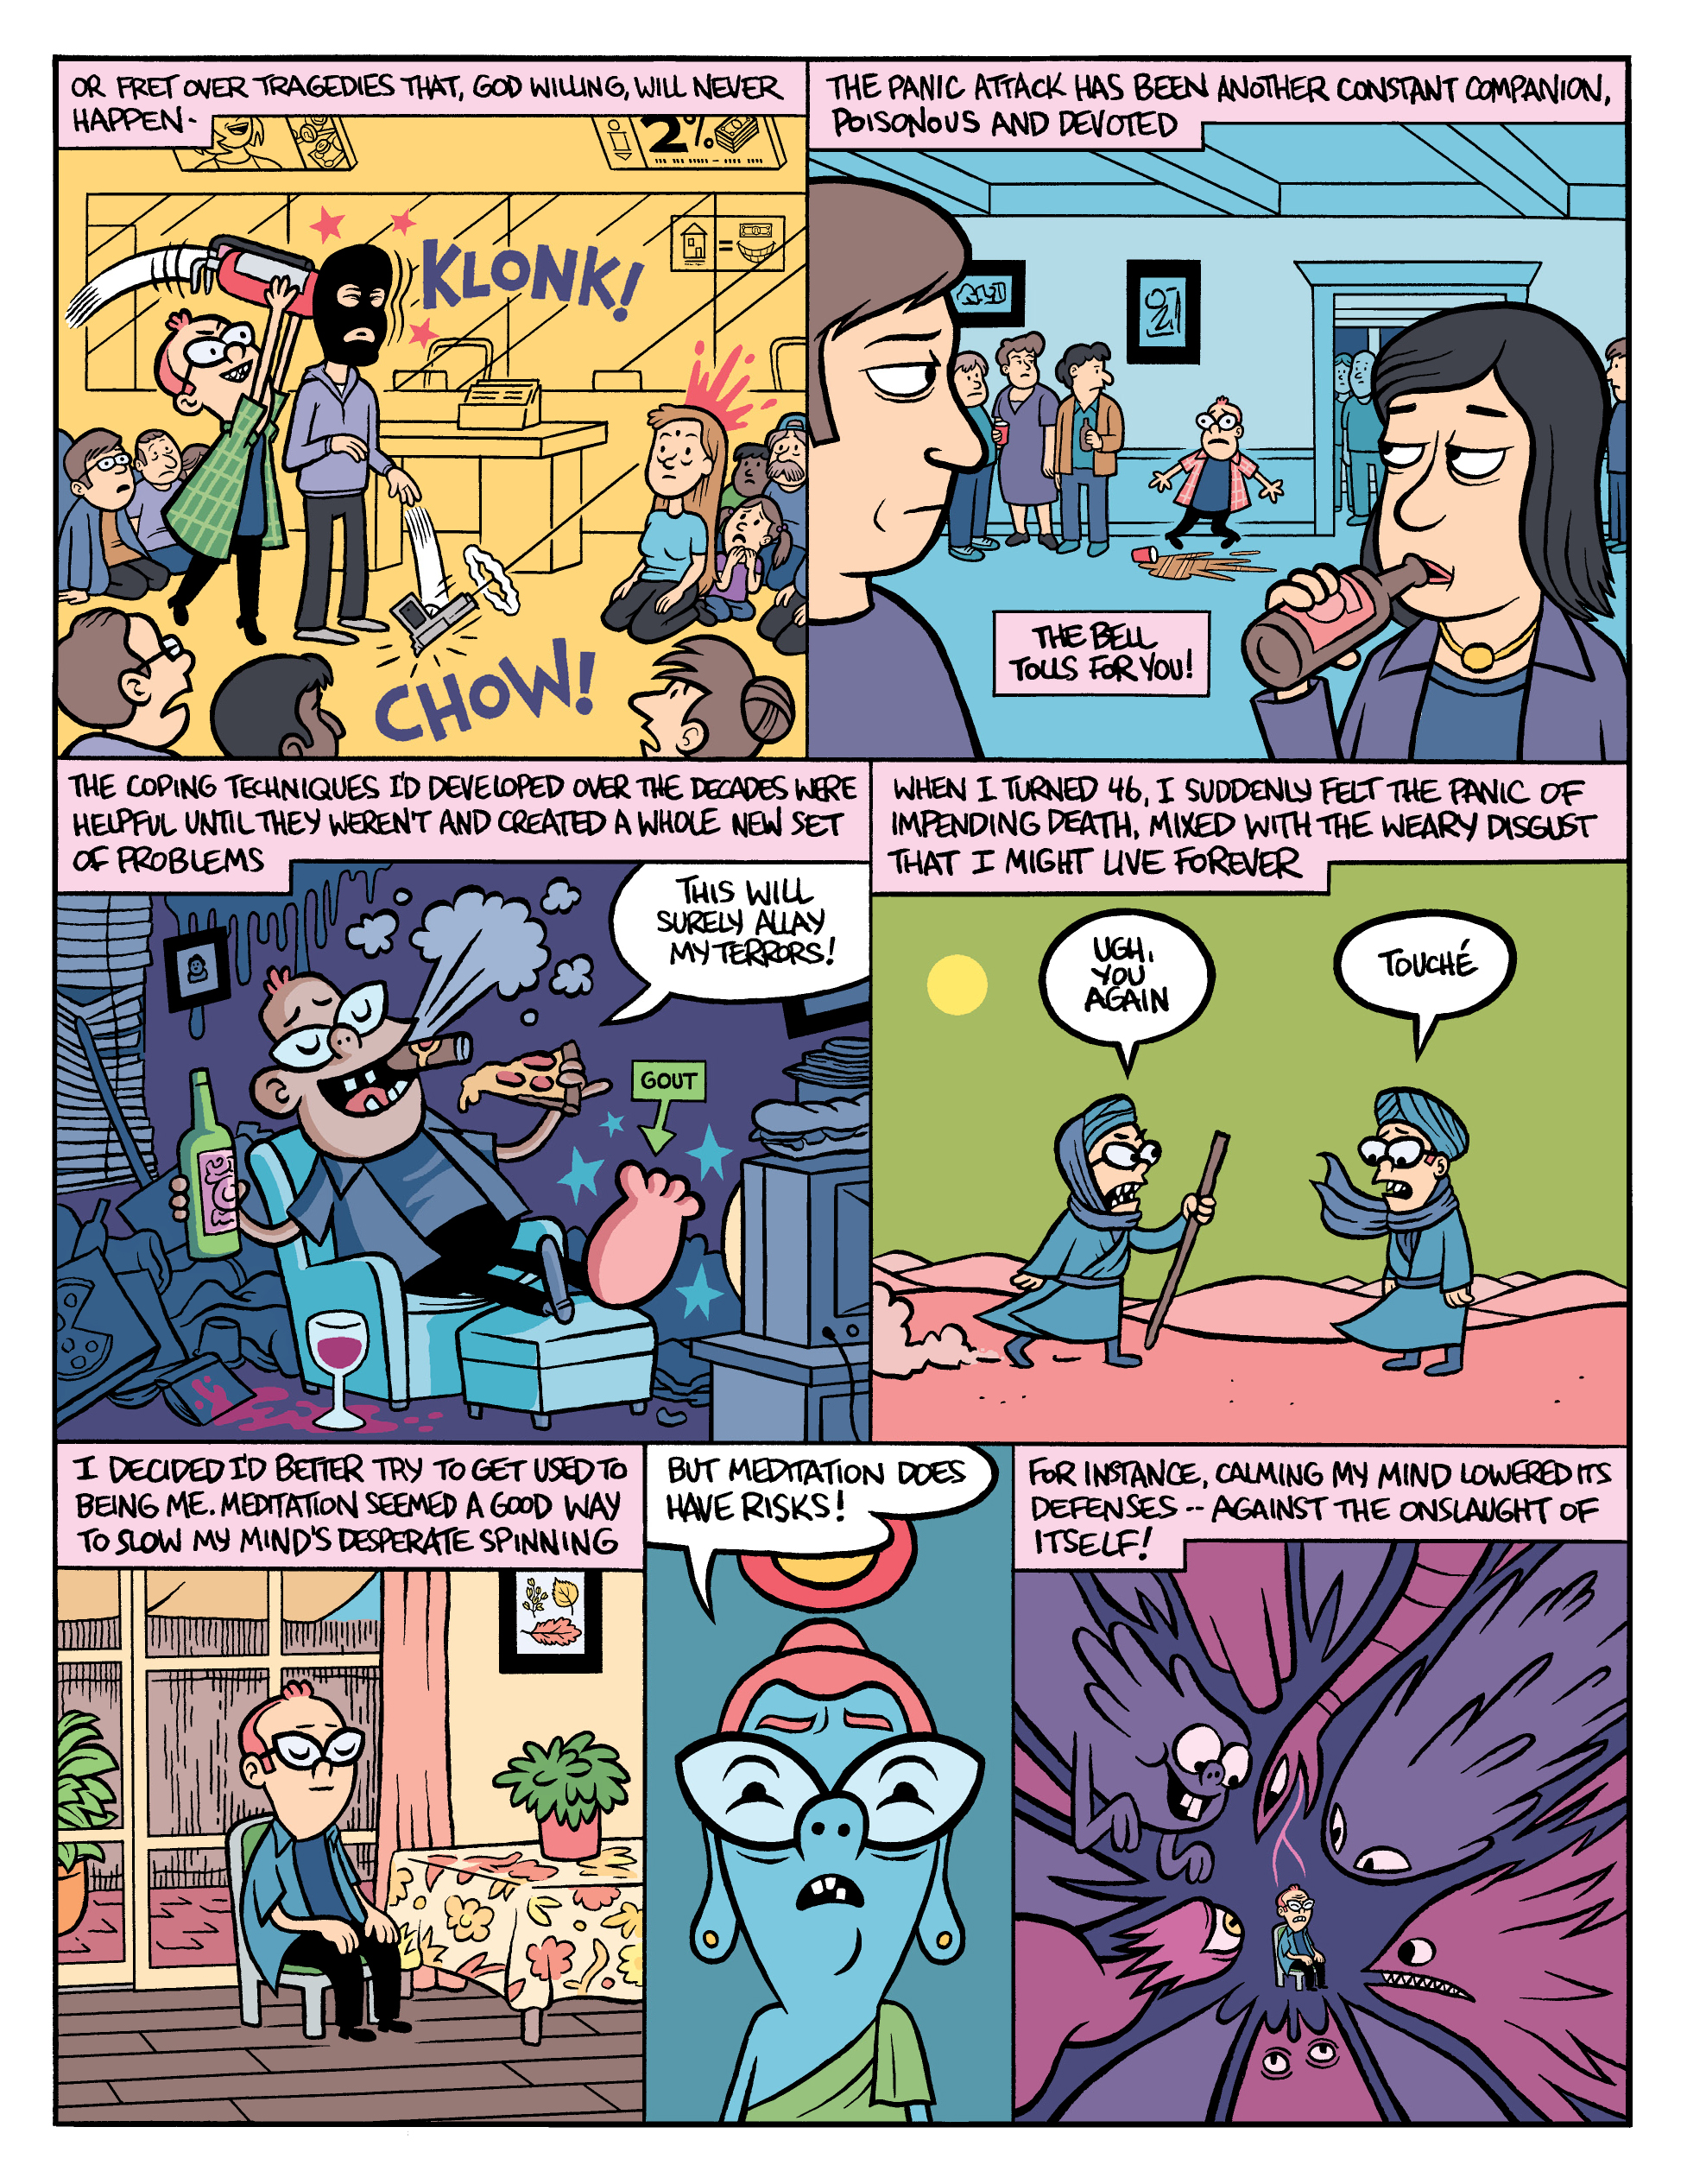 OR FRET OVER TRAGEDIES THAT, GOD WILLING, WILL NEVER
HAPPEN-
2%
=
KLONK!
CHOW!
THE PANIC ATTACK HAS BEEN ANOTHER CONSTANT COMPANION,
POISONOUS AND DEVOTED
THE BELL
TOLLS FOR YOU!
THE COPING TECHNIQUES I'D DEVELOPED OVER THE DECADES WERE
HELPFUL UNTIL THEY WEREN'T AND CREATED A WHOLE NEW SET
OF PROBLEMS
THIS WILL
SURELY ALLAY
MY TERRORS!
GOUT
WHEN I TURNED 46, I SUDDENLY FELT THE PANIC OF
IMPENDING DEATH, MIXED WITH THE WEARY DISGUST
THAT I MIGHT LIVE FOREVER
UGH,
YOU
AGAIN
TOUCHÉ
I DECIDED I'D BETTER TRY TO GET USED TO
BEING ME. MEDITATION SEEMED A GOOD WAY
TO SLOW MY MIND'S DESPERATE SPINNING
BUT MEDITATION DOES
HAVE RISKS!
FOR INSTANCE, CALMING MY MIND LOWERED ITS
DEFENSES -- AGAINST THE ONSLAUGHT OF
ITSELF!